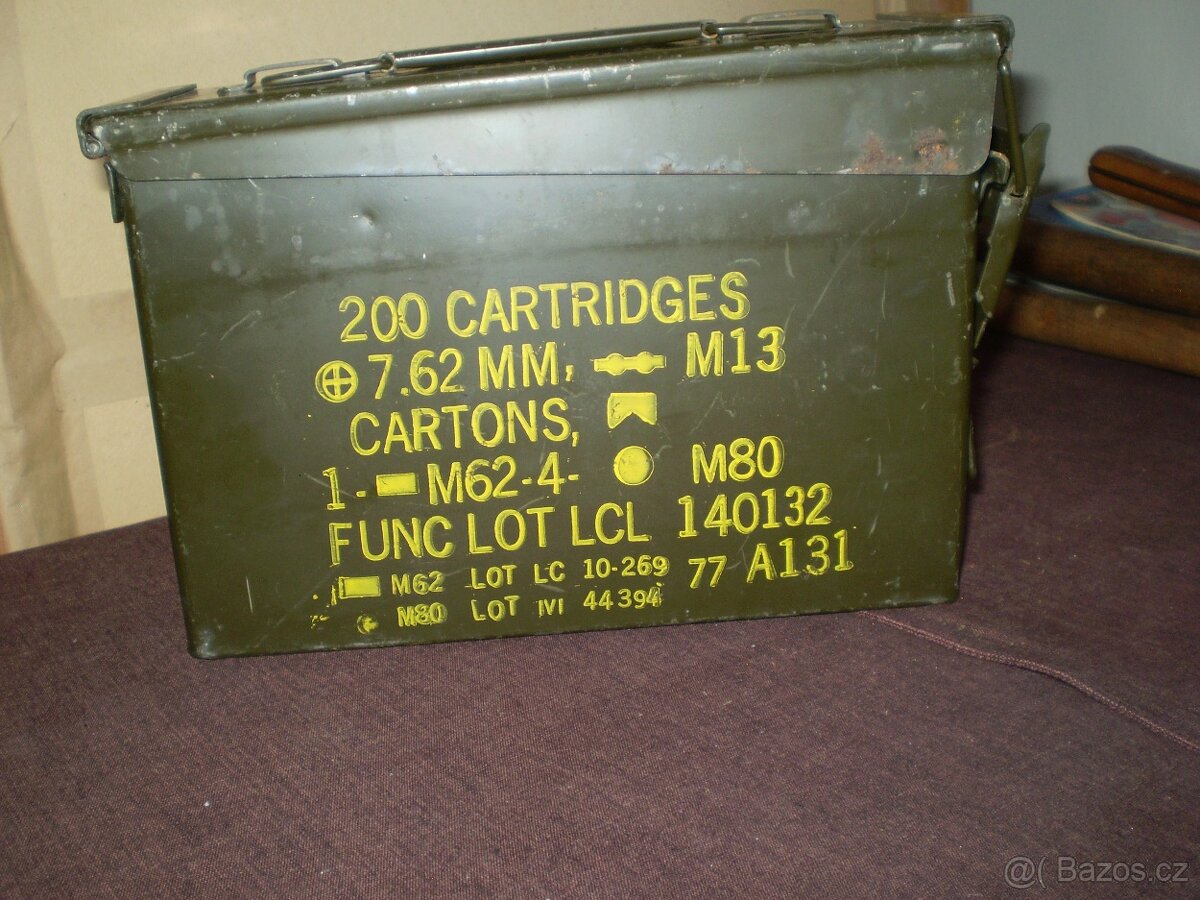 200 CARTRIDGES
7.62 MM, M13
CARTONS,
1- M62-4- M80
FUNC LOT LCL 140132
M62 LOT LC 10-269 77 A131
M80 LOT IVI 44394
@( Bazos.cz